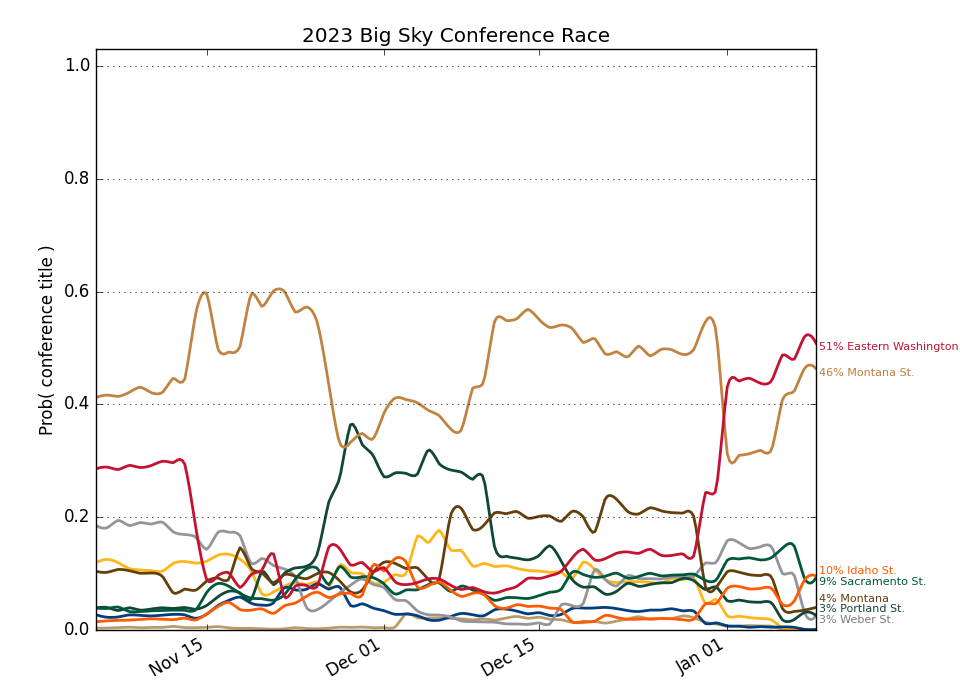 2023 Big Sky Conference Race
1.0
0.8
0.6
0.4
0.2
0.0
Prob( conference title )
51% Eastern Washington
46% Montana St.
10% Idaho St.
9% Sacramento St.
4% Montana
3% Portland St.
3% Weber St.
Nov 15
Dec 01
Dec 15
Jan 01